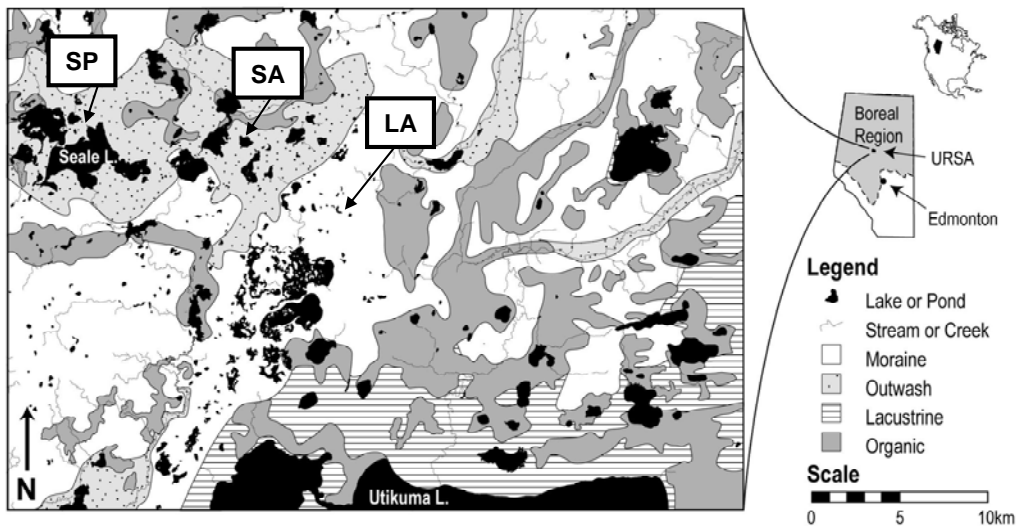 SP
SA
LA
Seale L.
Utikuma L.
N
Boreal
Region
URSA
Edmonton
Legend
Lake or Pond
Stream or Creek
Moraine
Outwash
Lacustrine
Organic
Scale
0 5 10km